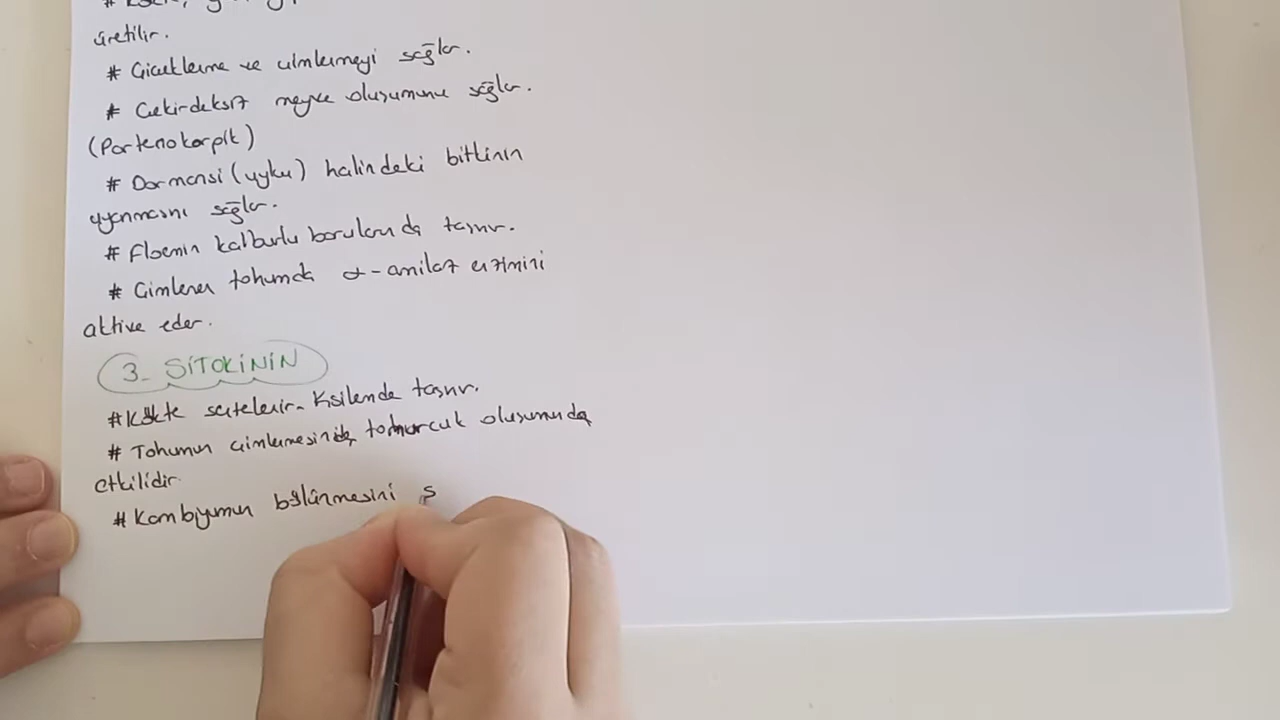 üretilir.
# Çiçeklenme ve çimlenmeyi sağlar.
# Çekirdeksiz meyve oluşumunu sağlar.
(Partenokarpik)
# Dormansi (uyku) halindeki bitkinin
uyanmasını sağlar.
# Floemin kalburlu borularında taşınır.
# Çimlenen tohumda α-amilaz enzimini
aktive eder.
3- SİTOKİNİN
# Kökte sentezlenir. Ksilemde taşınır.
# Tohumun çimlenmesinde, tomurcuk oluşumunda
etkilidir.
# Kambiyumun bölünmesini s